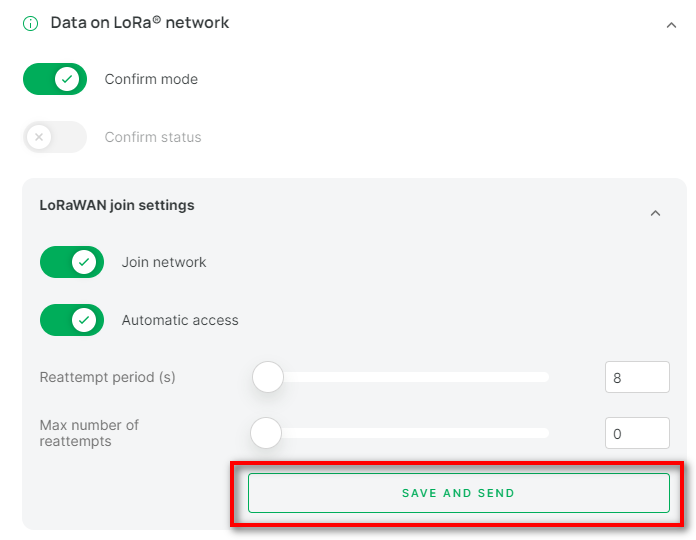 Data on LoRa® network
Confirm mode
Confirm status
LoRaWAN join settings
Join network
Automatic access
Reattempt period (s)
8
Max number of
reattempts
0
SAVE AND SEND